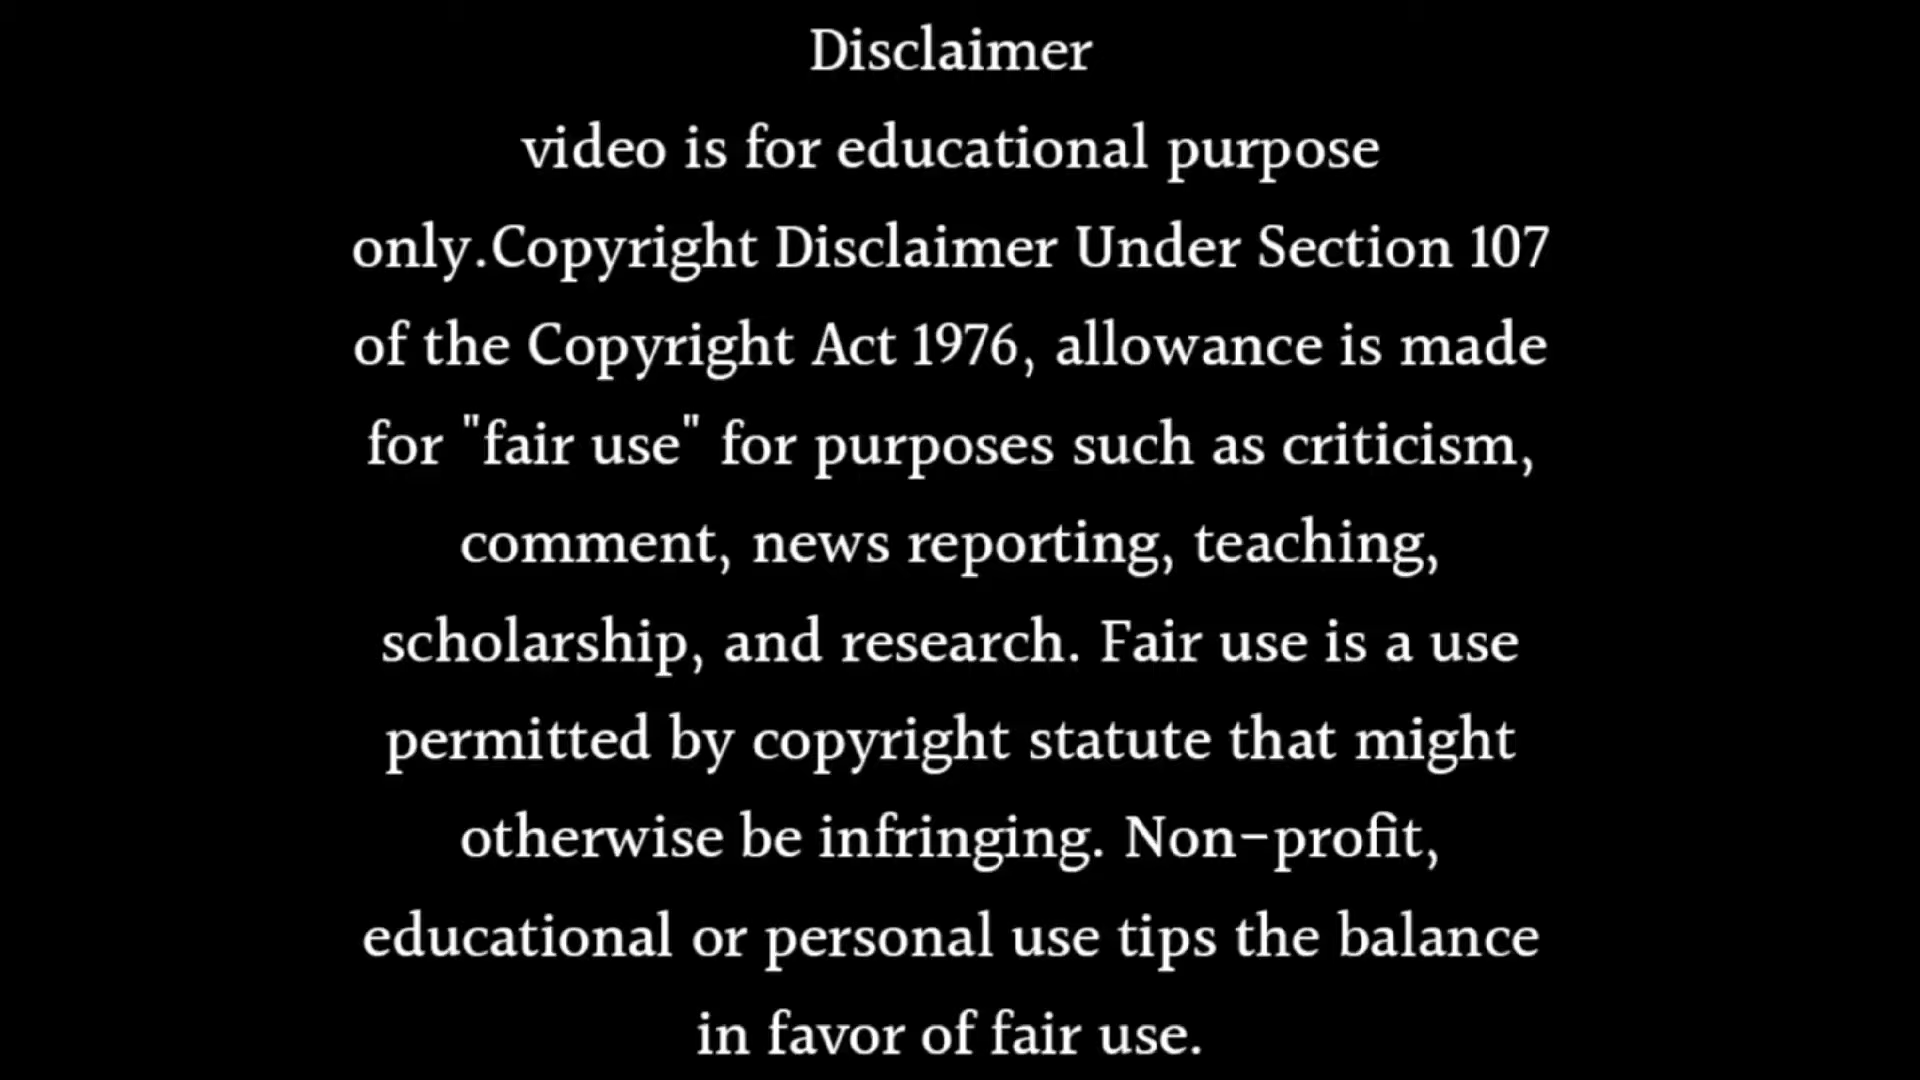 Disclaimer
video is for educational purpose
only.Copyright Disclaimer Under Section 107
of the Copyright Act 1976, allowance is made
for "fair use" for purposes such as criticism,
comment, news reporting, teaching,
scholarship, and research. Fair use is a use
permitted by copyright statute that might
otherwise be infringing. Non-profit,
educational or personal use tips the balance
in favor of fair use.